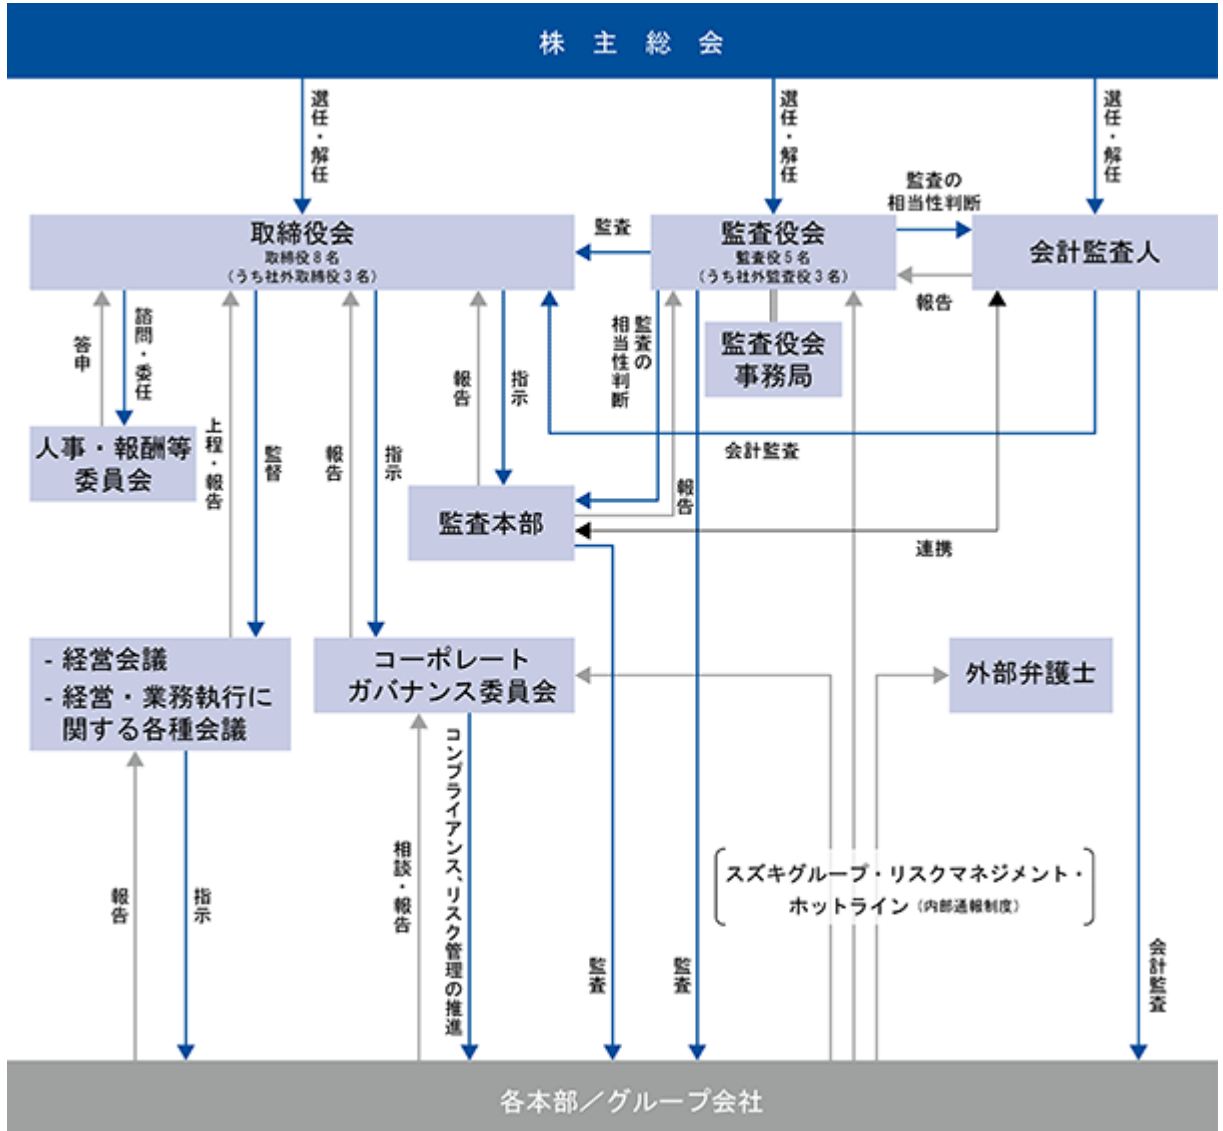 株主総会
選任・解任
選任・解任
選任・解任
取締役会
取締役8名
(うち社外取締役3名)
監査
監査役会
監査役5名
(うち社外監査役3名)
監査の
相当性判断
報告
会計監査人
監査役会
事務局
答申
諮問・委任
上程・報告
監督
報告
指示
報告
指示
監査の
相当性判断
報告
会計監査
連携
人事・報酬等
委員会
監査本部
- 経営会議
- 経営・業務執行に
関する各種会議
コーポレート
ガバナンス委員会
外部弁護士
報告
指示
相談・報告
コンプライアンス、リスク管理の推進
監査
監査
スズキグループ・リスクマネジメント・
ホットライン(内部通報制度)
会計監査
各本部／グループ会社